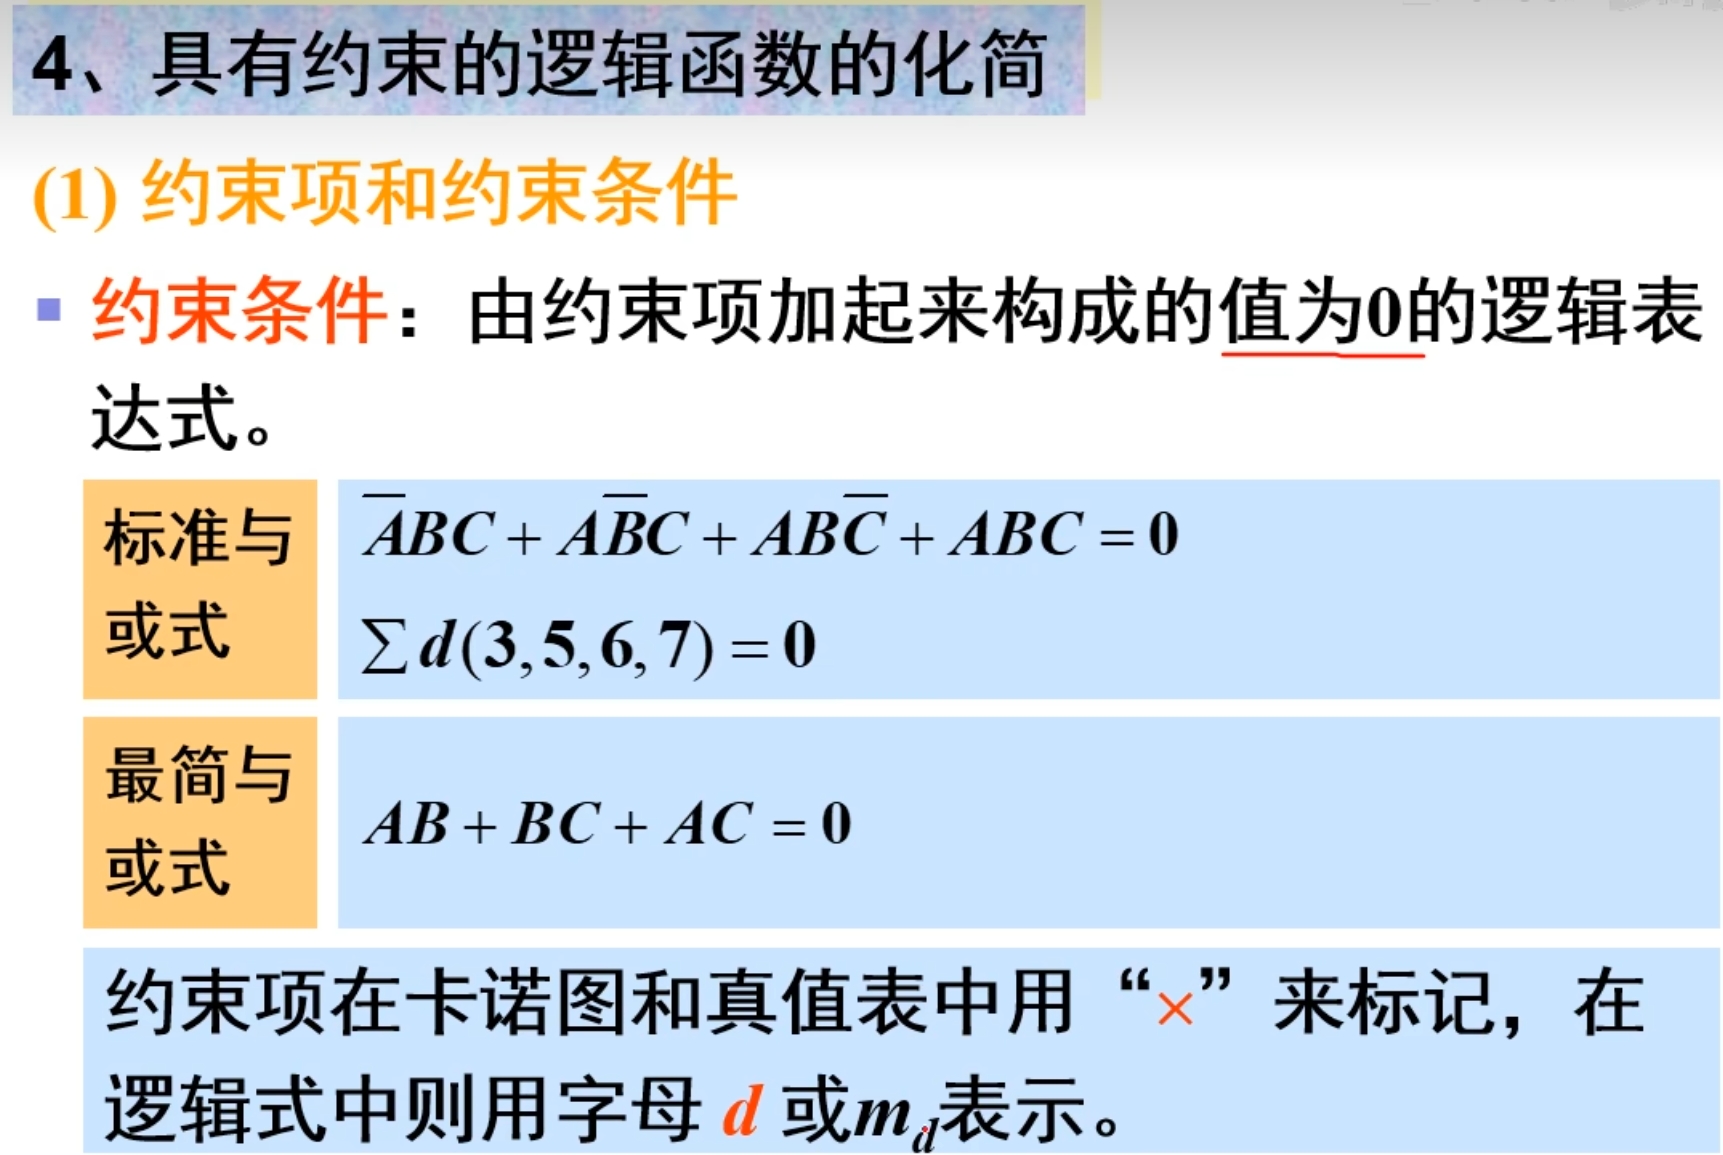 4、具有约束的逻辑函数的化简
(1) 约束项和约束条件
约束条件：由约束项加起来构成的值为0的逻辑表
达式。
标准与
或式
A̅BC + AB̅C + ABC̅ + ABC = 0
∑d(3,5,6,7) = 0
最简与
或式
AB + BC + AC = 0
约束项在卡诺图和真值表中用“×”来标记，在
逻辑式中则用字母 d 或m_d表示。